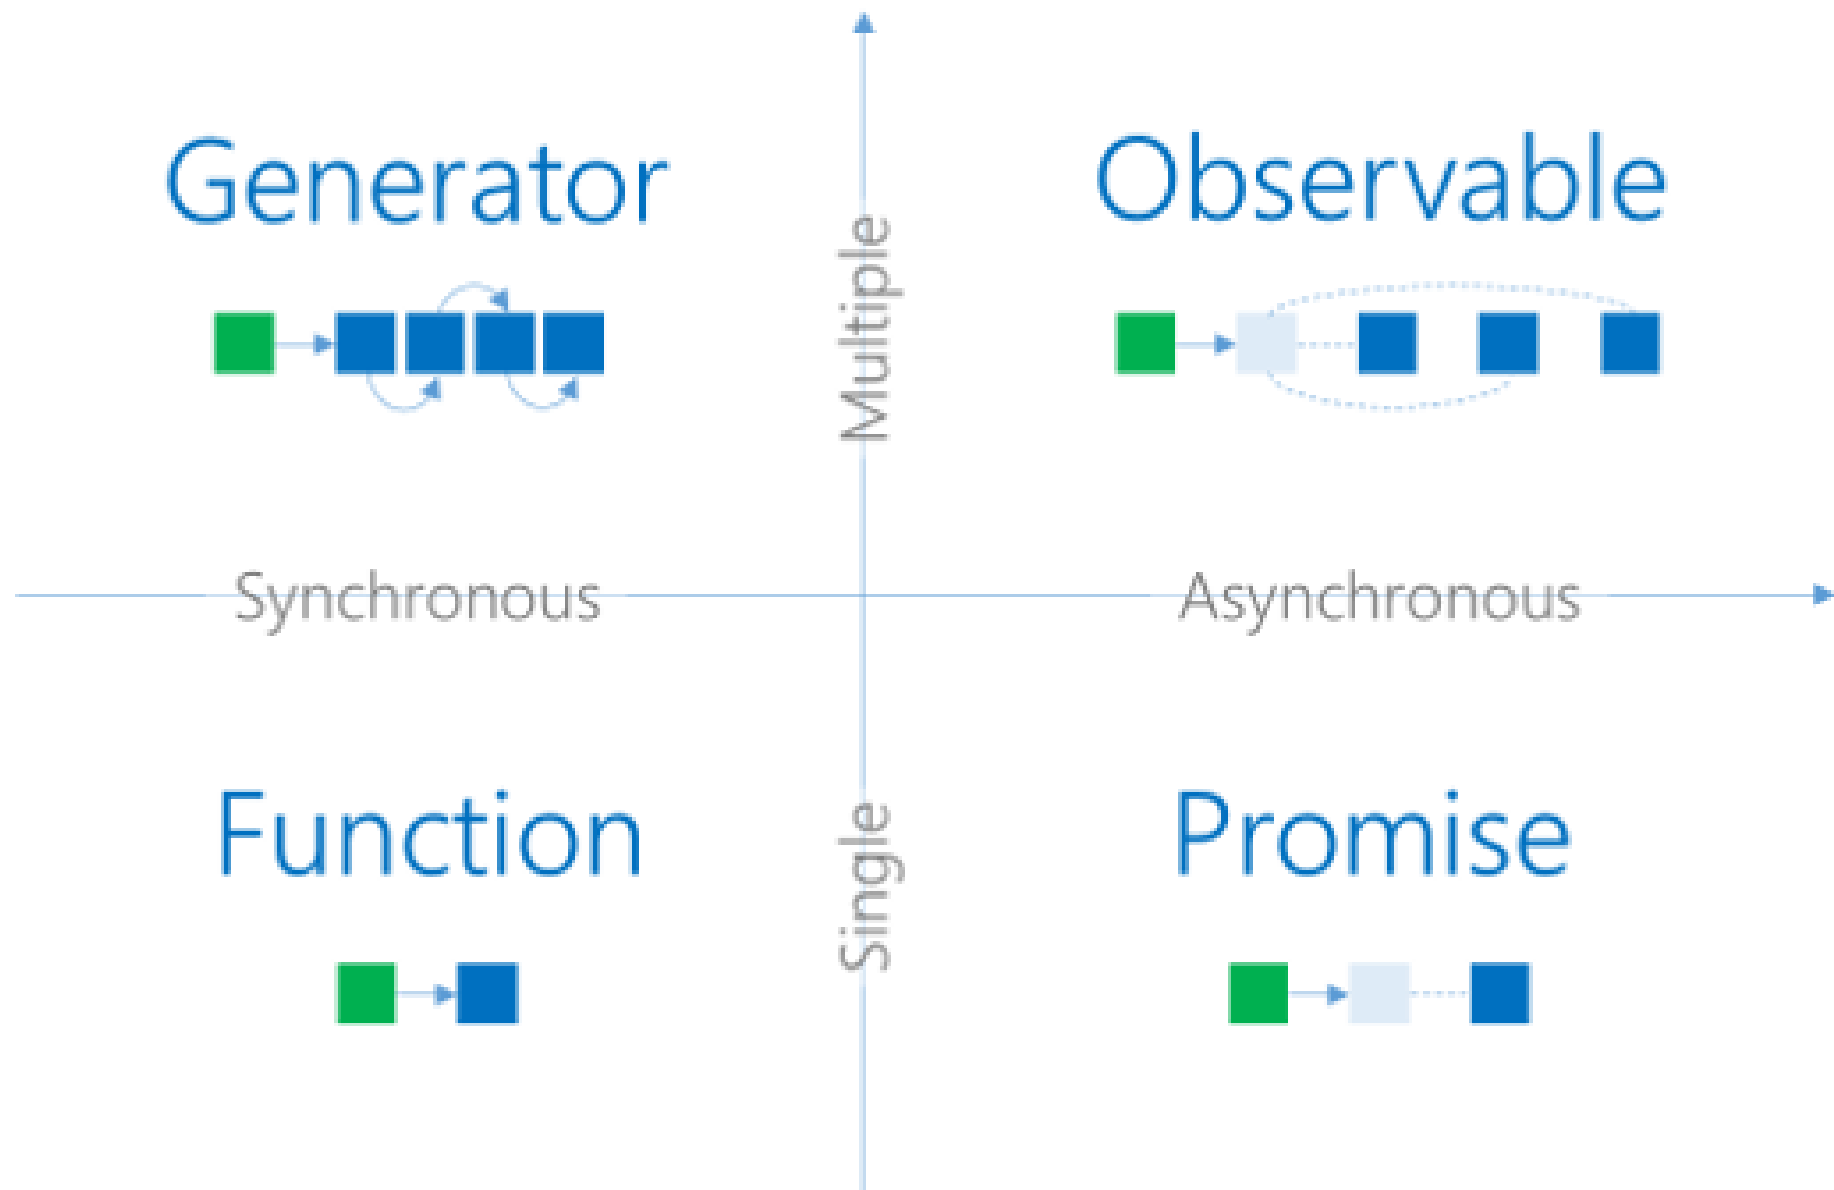 Generator
Observable
Multiple
Synchronous
Asynchronous
Function
Promise
Single